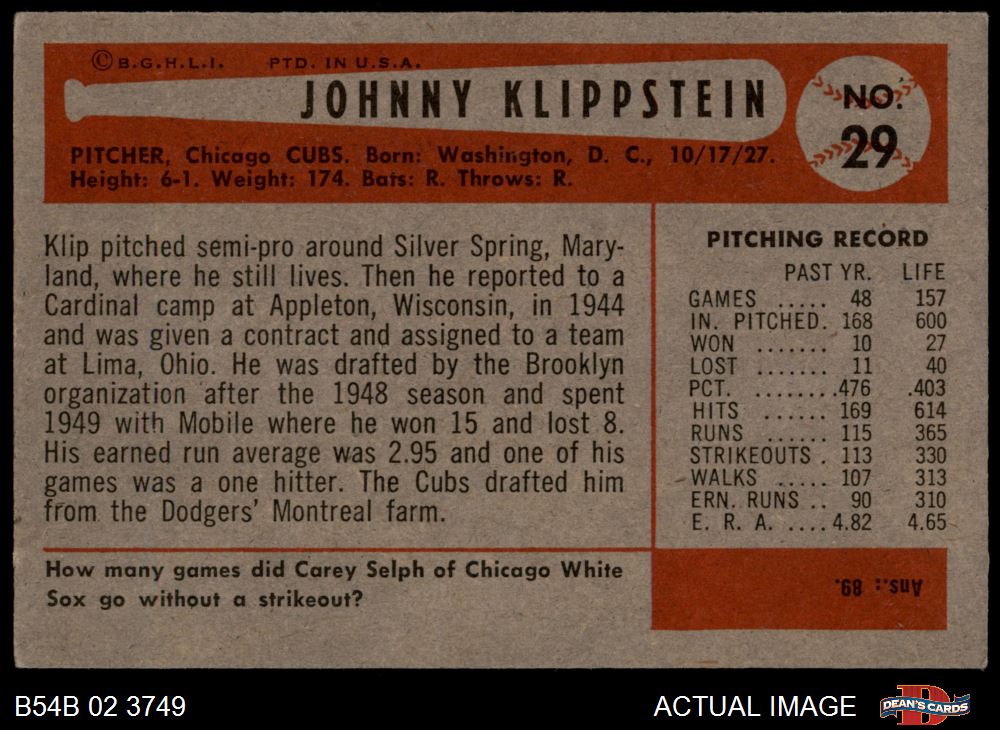 © B.G.H.L.I. PTD. IN U.S.A.
JOHNNY KLIPPSTEIN
NO.
29
PITCHER, Chicago CUBS. Born: Washington, D. C., 10/17/27.
Height: 6-1. Weight: 174. Bats: R. Throws: R.
Klip pitched semi-pro around Silver Spring, Mary-
land, where he still lives. Then he reported to a
Cardinal camp at Appleton, Wisconsin, in 1944
and was given a contract and assigned to a team
at Lima, Ohio. He was drafted by the Brooklyn
organization after the 1948 season and spent
1949 with Mobile where he won 15 and lost 8.
His earned run average was 2.95 and one of his
games was a one hitter. The Cubs drafted him
from the Dodgers' Montreal farm.
PITCHING RECORD
PAST YR. LIFE
GAMES ..... 48 157
IN. PITCHED. 168 600
WON ....... 10 27
LOST ....... 11 40
PCT. ........476 .403
HITS ...... 169 614
RUNS ...... 115 365
STRIKEOUTS . 113 330
WALKS ..... 107 313
ERN. RUNS .. 90 310
E. R. A. ....4.82 4.65
How many games did Carey Selph of Chicago White
Sox go without a strikeout?
Ans.: 89.
B54B 02 3749
ACTUAL IMAGE
D
DEAN'S CARDS